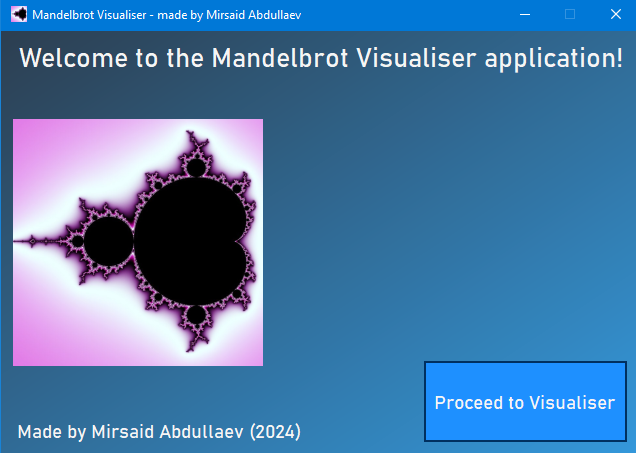 Mandelbrot Visualiser - made by Mirsaid Abdullaev
Welcome to the Mandelbrot Visualiser application!
Proceed to Visualiser
Made by Mirsaid Abdullaev (2024)